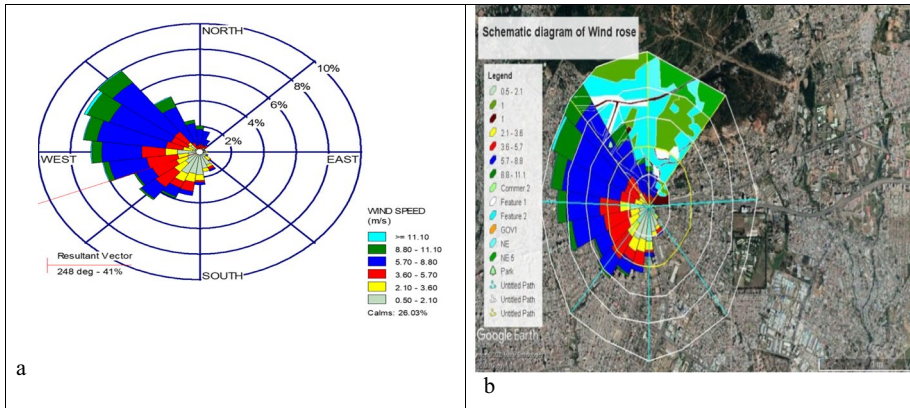 NORTH
10%
8%
6%
4%
2%
WEST
EAST
SOUTH
Resultant Vector
248 deg - 41%
WIND SPEED
(m/s)
>= 11.10
8.80 - 11.10
5.70 - 8.80
3.60 - 5.70
2.10 - 3.60
0.50 - 2.10
Calms: 26.03%
a
Schematic diagram of Wind rose
Legend
0.5 - 2.1
1
1
2.1 - 3.6
3.6 - 5.7
5.7 - 8.8
8.8 - 11.1
Commer 2
Feature 1
Feature 2
GOV1
NE
NE 5
Park
Untitled Path
Untitled Path
Untitled Path
Google Earth
b